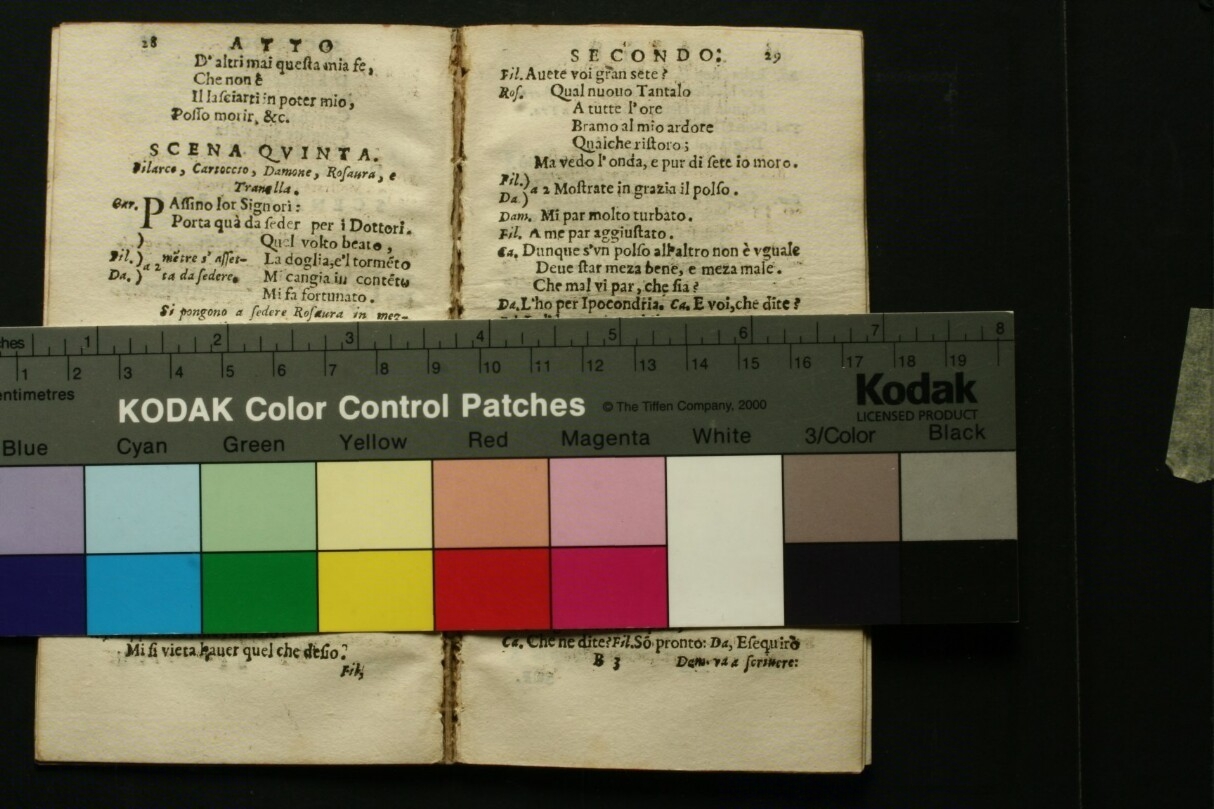 28 ATTO
D'altri mai questa mia fe,
Che non è
Il lasciarti in poter mio,
Posso morir, &c.
SCENA QVINTA.
Filarco, Cartoccio, Damone, Rosaura, e
Tranella.
Car. PAssino lor Signori:
Porta quà da seder per i Dottori.
) Quel volto beato,
Fil.) a 2 mẽtre s' asset- La doglia, e'l tormẽto
Da.) ta da sedere. Mi cangia in contẽto
Mi fa fortunato.
Si pongono a sedere Rosaura in mez-
Mi si vieta hauer quel che desio?
Fil;
SECONDO: 29
Fil. Auete voi gran sete?
Ros. Qual nuouo Tantalo
A tutte l'ore
Bramo al mio ardore
Qualche ristoro;
Ma vedo l'onda, e pur di sete io moro.
Fil.)
Da.) a 2 Mostrate in grazia il polso.
Dam. Mi par molto turbato.
Fil. A me par aggiustato.
Ca. Dunque s'vn polso all'altro non è vguale
Deue star meza bene, e meza male.
Che mal vi par, che sia?
Da. L'ho per Ipocondria. Ca. E voi, che dite?
Ca. Che ne dite? Fil. Sõ pronto: Da, Esequirò
B 3 Dam. va a scriuere:
ches 1 2 3 4 5 6 7 8
1 2 3 4 5 6 7 8 9 10 11 12 13 14 15 16 17 18 19
entimetres
KODAK Color Control Patches © The Tiffen Company, 2000
Kodak
LICENSED PRODUCT
Blue Cyan Green Yellow Red Magenta White 3/Color Black